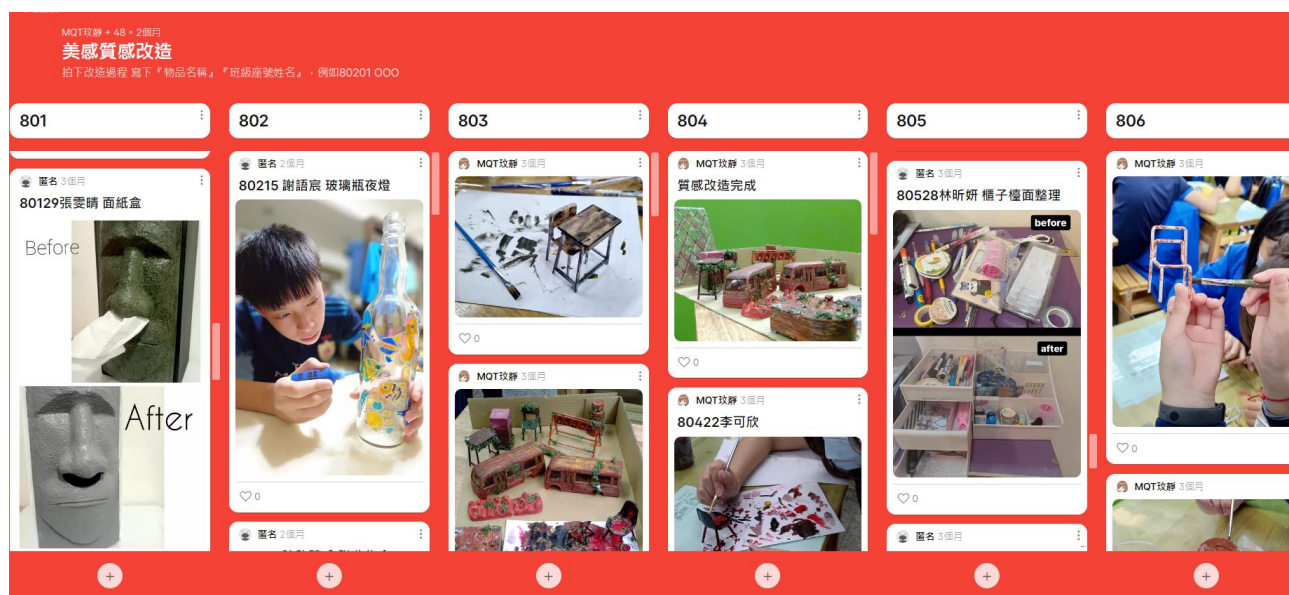 MQT玟靜 + 48 • 2個月
美感質感改造
拍下改造過程 寫下『物品名稱』『班級座號姓名』，例如80201 OOO
801
匿名 3個月
80129張雯晴 面紙盒
Before
After
802
匿名 2個月
80215 謝語宸 玻璃瓶夜燈
0
匿名 2個月
803
MQT玟靜 3個月
0
MQT玟靜 3個月
804
MQT玟靜 3個月
質感改造完成
0
MQT玟靜 3個月
80422李可欣
805
匿名 3個月
80528林昕妍 櫃子檯面整理
before
after
0
匿名 3個月
806
MQT玟靜 3個月
0
MQT玟靜 3個月